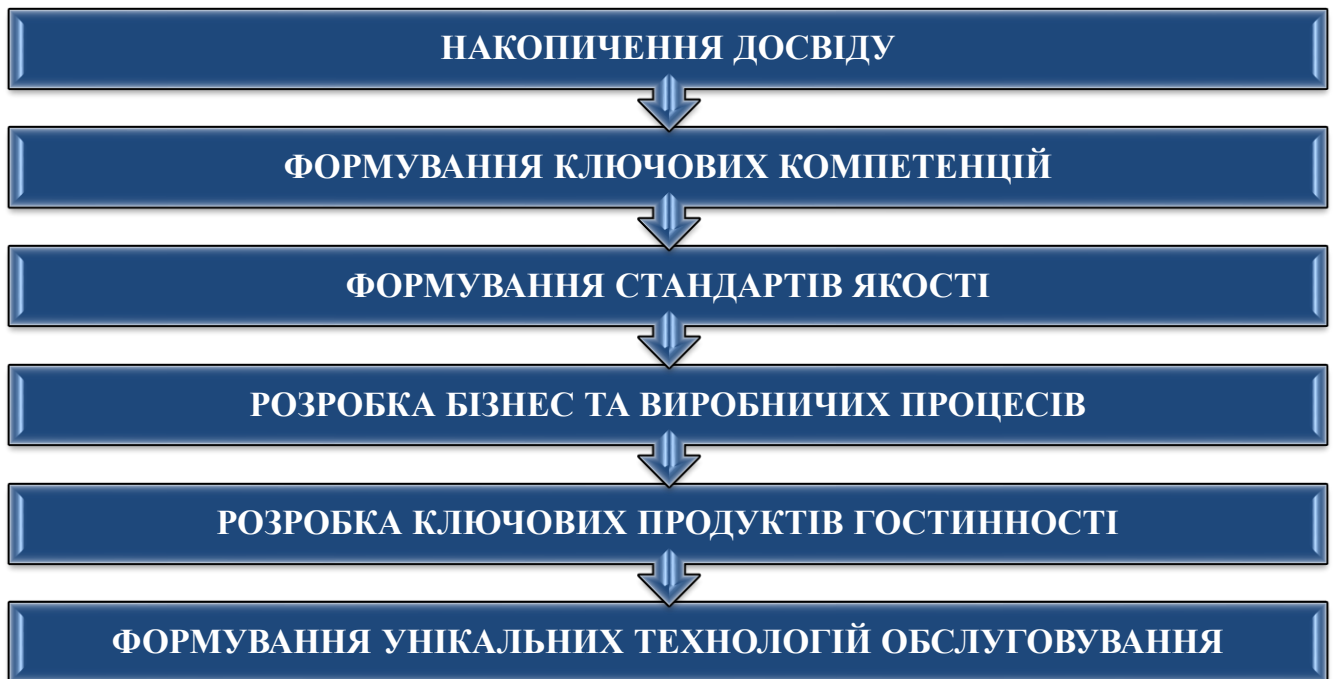 НАКОПИЧЕННЯ ДОСВІДУ
ФОРМУВАННЯ КЛЮЧОВИХ КОМПЕТЕНЦІЙ
ФОРМУВАННЯ СТАНДАРТІВ ЯКОСТІ
РОЗРОБКА БІЗНЕС ТА ВИРОБНИЧИХ ПРОЦЕСІВ
РОЗРОБКА КЛЮЧОВИХ ПРОДУКТІВ ГОСТИННОСТІ
ФОРМУВАННЯ УНІКАЛЬНИХ ТЕХНОЛОГІЙ ОБСЛУГОВУВАННЯ